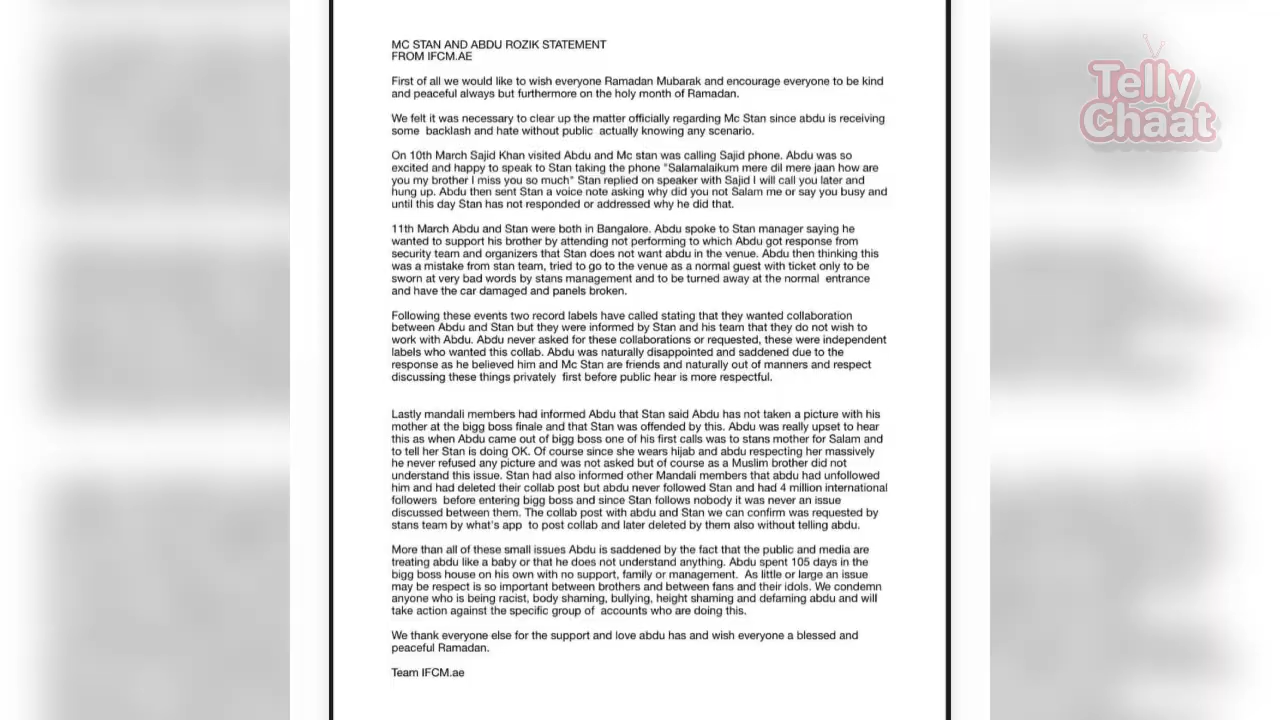 MC STAN AND ABDU ROZIK STATEMENT
FROM IFCM.AE
First of all we would like to wish everyone Ramadan Mubarak and encourage everyone to be kind
and peaceful always but furthermore on the holy month of Ramadan.
We felt it was necessary to clear up the matter officially regarding Mc Stan since abdu is receiving
some backlash and hate without public actually knowing any scenario.
On 10th March Sajid Khan visited Abdu and Mc stan was calling Sajid phone. Abdu was so
excited and happy to speak to Stan taking the phone "Salamalaikum mere dil mere jaan how are
you my brother I miss you so much" Stan replied on speaker with Sajid I will call you later and
hung up. Abdu then sent Stan a voice note asking why did you not Salam me or say you busy and
until this day Stan has not responded or addressed why he did that.
11th March Abdu and Stan were both in Bangalore. Abdu spoke to Stan manager saying he
wanted to support his brother by attending not performing to which Abdu got response from
security team and organizers that Stan does not want abdu in the venue. Abdu then thinking this
was a mistake from stan team, tried to go to the venue as a normal guest with ticket only to be
sworn at very bad words by stans management and to be turned away at the normal entrance
and have the car damaged and panels broken.
Following these events two record labels have called stating that they wanted collaboration
between Abdu and Stan but they were informed by Stan and his team that they do not wish to
work with Abdu. Abdu never asked for these collaborations or requested, these were independent
labels who wanted this collab. Abdu was naturally disappointed and saddened due to the
response as he believed him and Mc Stan are friends and naturally out of manners and respect
discussing these things privately first before public hear is more respectful.
Lastly mandali members had informed Abdu that Stan said Abdu has not taken a picture with his
mother at the bigg boss finale and that Stan was offended by this. Abdu was really upset to hear
this as when Abdu came out of bigg boss one of his first calls was to stans mother for Salam and
to tell her Stan is doing OK. Of course since she wears hijab and abdu respecting her massively
he never refused any picture and was not asked but of course as a Muslim brother did not
understand this issue. Stan had also informed other Mandali members that abdu had unfollowed
him and had deleted their collab post but abdu never followed Stan and had 4 million international
followers before entering bigg boss and since Stan follows nobody it was never an issue
discussed between them. The collab post with abdu and Stan we can confirm was requested by
stans team by what's app to post collab and later deleted by them also without telling abdu.
More than all of these small issues Abdu is saddened by the fact that the public and media are
treating abdu like a baby or that he does not understand anything. Abdu spent 105 days in the
bigg boss house on his own with no support, family or management. As little or large an issue
may be respect is so important between brothers and between fans and their idols. We condemn
anyone who is being racist, body shaming, bullying, height shaming and defaming abdu and will
take action against the specific group of accounts who are doing this.
We thank everyone else for the support and love abdu has and wish everyone a blessed and
peaceful Ramadan.
Team IFCM.ae
Telly
Chaat